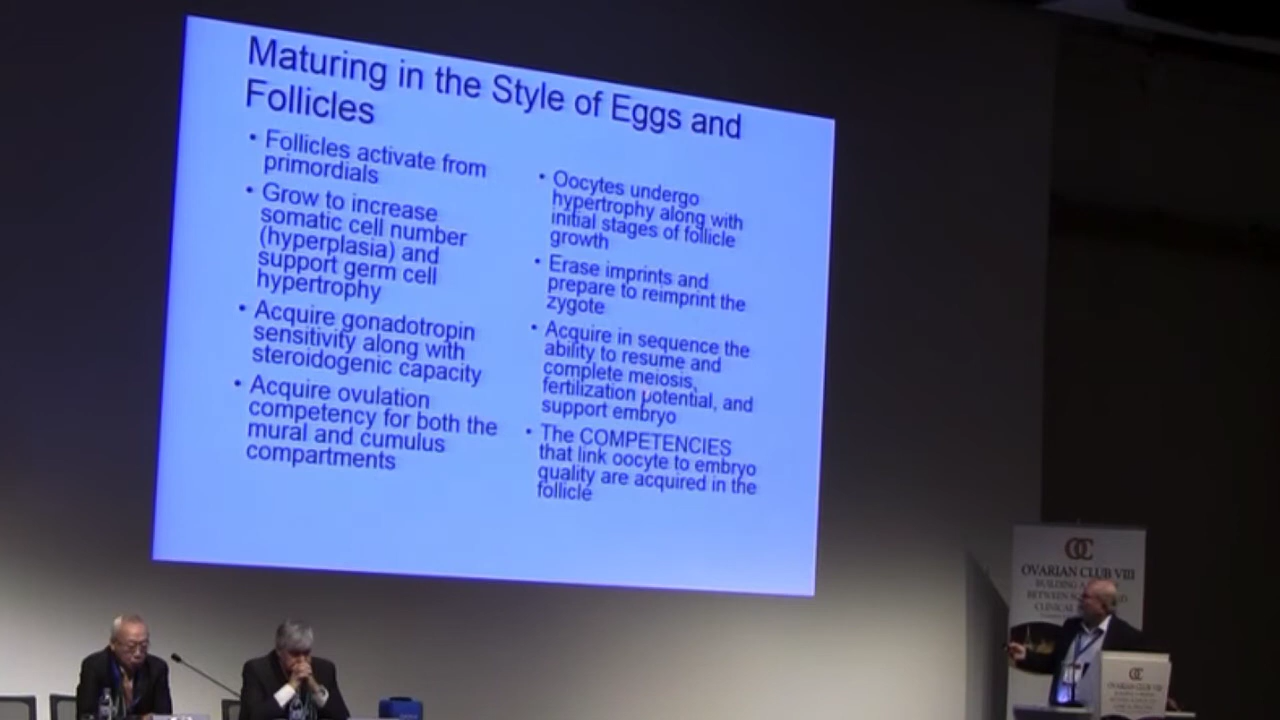 Maturing in the Style of Eggs and
Follicles
• Follicles activate from
primordials
• Grow to increase
somatic cell number
(hyperplasia) and
support germ cell
hypertrophy
• Acquire gonadotropin
sensitivity along with
steroidogenic capacity
• Acquire ovulation
competency for both the
mural and cumulus
compartments
• Oocytes undergo
hypertrophy along with
initial stages of follicle
growth
• Erase imprints and
prepare to reimprint the
zygote
• Acquire in sequence the
ability to resume and
complete meiosis,
fertilization potential, and
support embryo
• The COMPETENCIES
that link oocyte to embryo
quality are acquired in the
follicle
OC
OVARIAN CLUB VIII
BUILDING A
BETWEEN
CLINICAL
OC
OVARIAN CLUB VIII